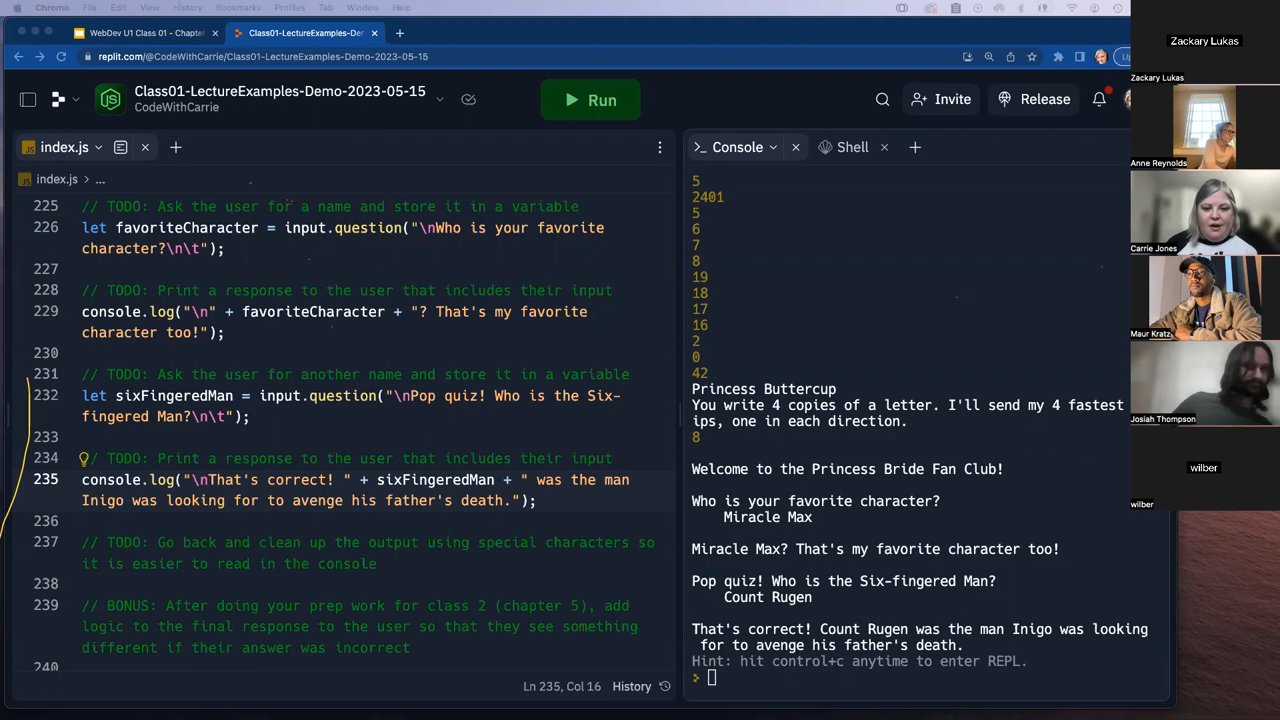 Chrome File Edit View History Bookmarks Profiles Tab Window Help
WebDev U1 Class 01 - Chapter
Class01-LectureExamples-De
replit.com/@CodeWithCarrie/Class01-LectureExamples-Demo-2023-05-15
Class01-LectureExamples-Demo-2023-05-15
CodeWithCarrie
Run
Invite
Release
JS index.js
JS index.js > ...
225 // TODO: Ask the user for a name and store it in a variable
226 let favoriteCharacter = input.question("\nWho is your favorite
character?\n\t");
227
228 // TODO: Print a response to the user that includes their input
229 console.log("\n" + favoriteCharacter + "? That's my favorite
character too!");
230
231 // TODO: Ask the user for another name and store it in a variable
232 let sixFingeredMan = input.question("\nPop quiz! Who is the Six-
fingered Man?\n\t");
233
234 // TODO: Print a response to the user that includes their input
235 console.log("\nThat's correct! " + sixFingeredMan + " was the man
Inigo was looking for to avenge his father's death.");
236
237 // TODO: Go back and clean up the output using special characters so
it is easier to read in the console
238
239 // BONUS: After doing your prep work for class 2 (chapter 5), add
logic to the final response to the user so that they see something
different if their answer was incorrect
240
Ln 235, Col 16 History
>_ Console
Shell
5
2401
5
6
7
8
19
18
17
16
2
0
42
Princess Buttercup
You write 4 copies of a letter. I'll send my 4 fastest
ips, one in each direction.
8
Welcome to the Princess Bride Fan Club!
Who is your favorite character?
Miracle Max
Miracle Max? That's my favorite character too!
Pop quiz! Who is the Six-fingered Man?
Count Rugen
That's correct! Count Rugen was the man Inigo was looking
for to avenge his father's death.
Hint: hit control+c anytime to enter REPL.
>
Zackary Lukas
Zackary Lukas
Anne Reynolds
Carrie Jones
Maur Kratz
Josiah Thompson
wilber
wilber